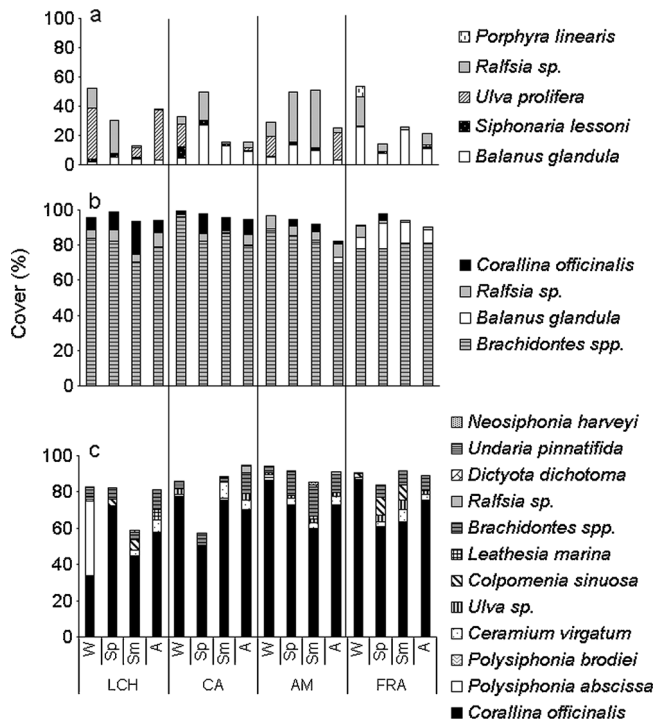 a
100
80
60
40
20
0
Porphyra linearis
Ralfsia sp.
Ulva prolifera
Siphonaria lessoni
Balanus glandula
b
100
80
60
40
20
0
Corallina officinalis
Ralfsia sp.
Balanus glandula
Brachidontes spp.
Cover (%)
c
100
80
60
40
20
0
Neosiphonia harveyi
Undaria pinnatifida
Dictyota dichotoma
Ralfsia sp.
Brachidontes spp.
Leathesia marina
Colpomenia sinuosa
Ulva sp.
Ceramium virgatum
Polysiphonia brodiei
Polysiphonia abscissa
Corallina officinalis
W Sp Sm A W Sp Sm A W Sp Sm A W Sp Sm A
LCH CA AM FRA